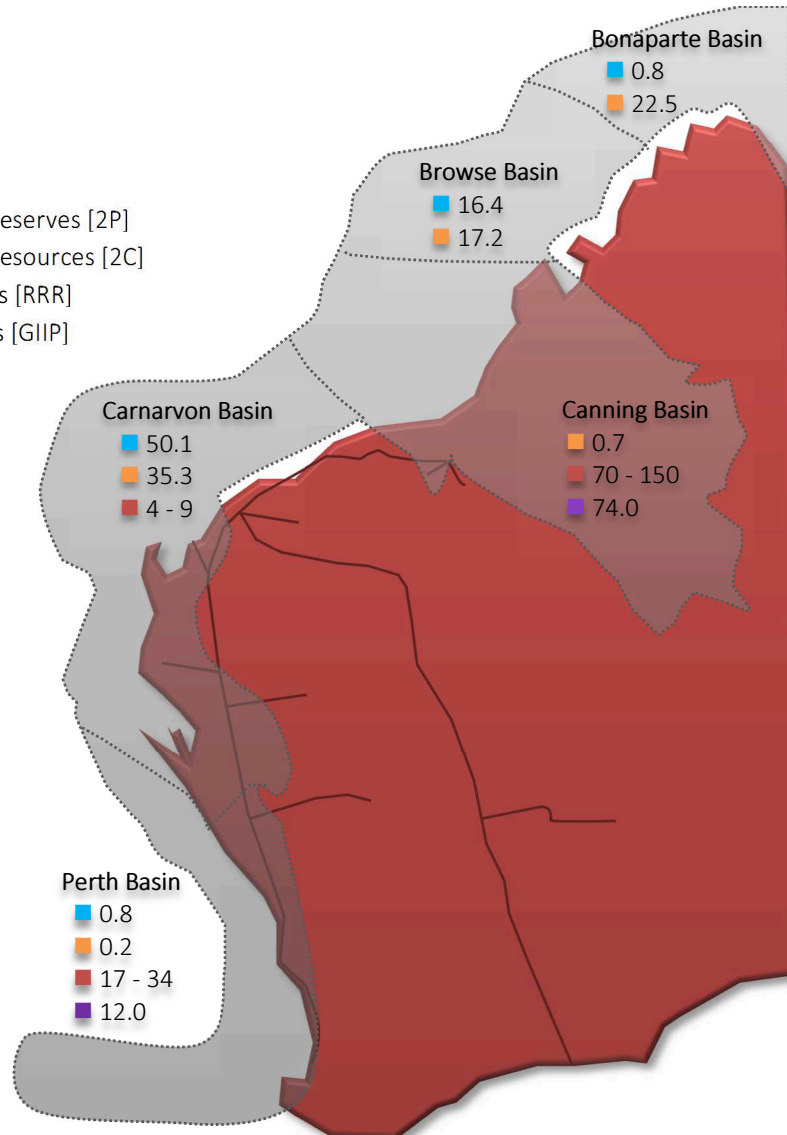 Bonaparte Basin
0.8
22.5
Browse Basin
16.4
17.2
eserves [2P]
esources [2C]
s [RRR]
s [GIIP]
Carnarvon Basin
50.1
35.3
4 - 9
Canning Basin
0.7
70 - 150
74.0
Perth Basin
0.8
0.2
17 - 34
12.0